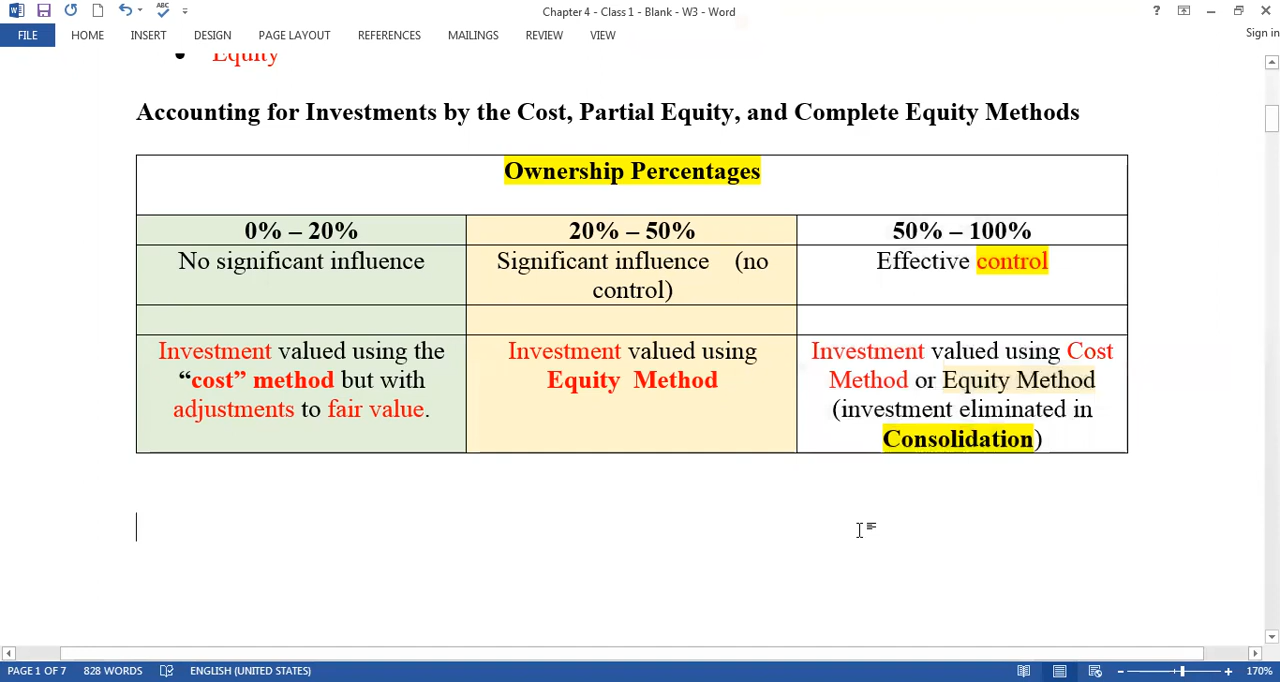 Chapter 4 - Class 1 - Blank - W3 - Word
?
FILE HOME INSERT DESIGN PAGE LAYOUT REFERENCES MAILINGS REVIEW VIEW Sign in
• Equity
Accounting for Investments by the Cost, Partial Equity, and Complete Equity Methods
Ownership Percentages
0% – 20%
20% – 50%
50% – 100%
No significant influence
Significant influence (no
control)
Effective control
Investment valued using the
“cost” method but with
adjustments to fair value.
Investment valued using
Equity Method
Investment valued using Cost
Method or Equity Method
(investment eliminated in
Consolidation)
PAGE 1 OF 7 828 WORDS ENGLISH (UNITED STATES) 170%